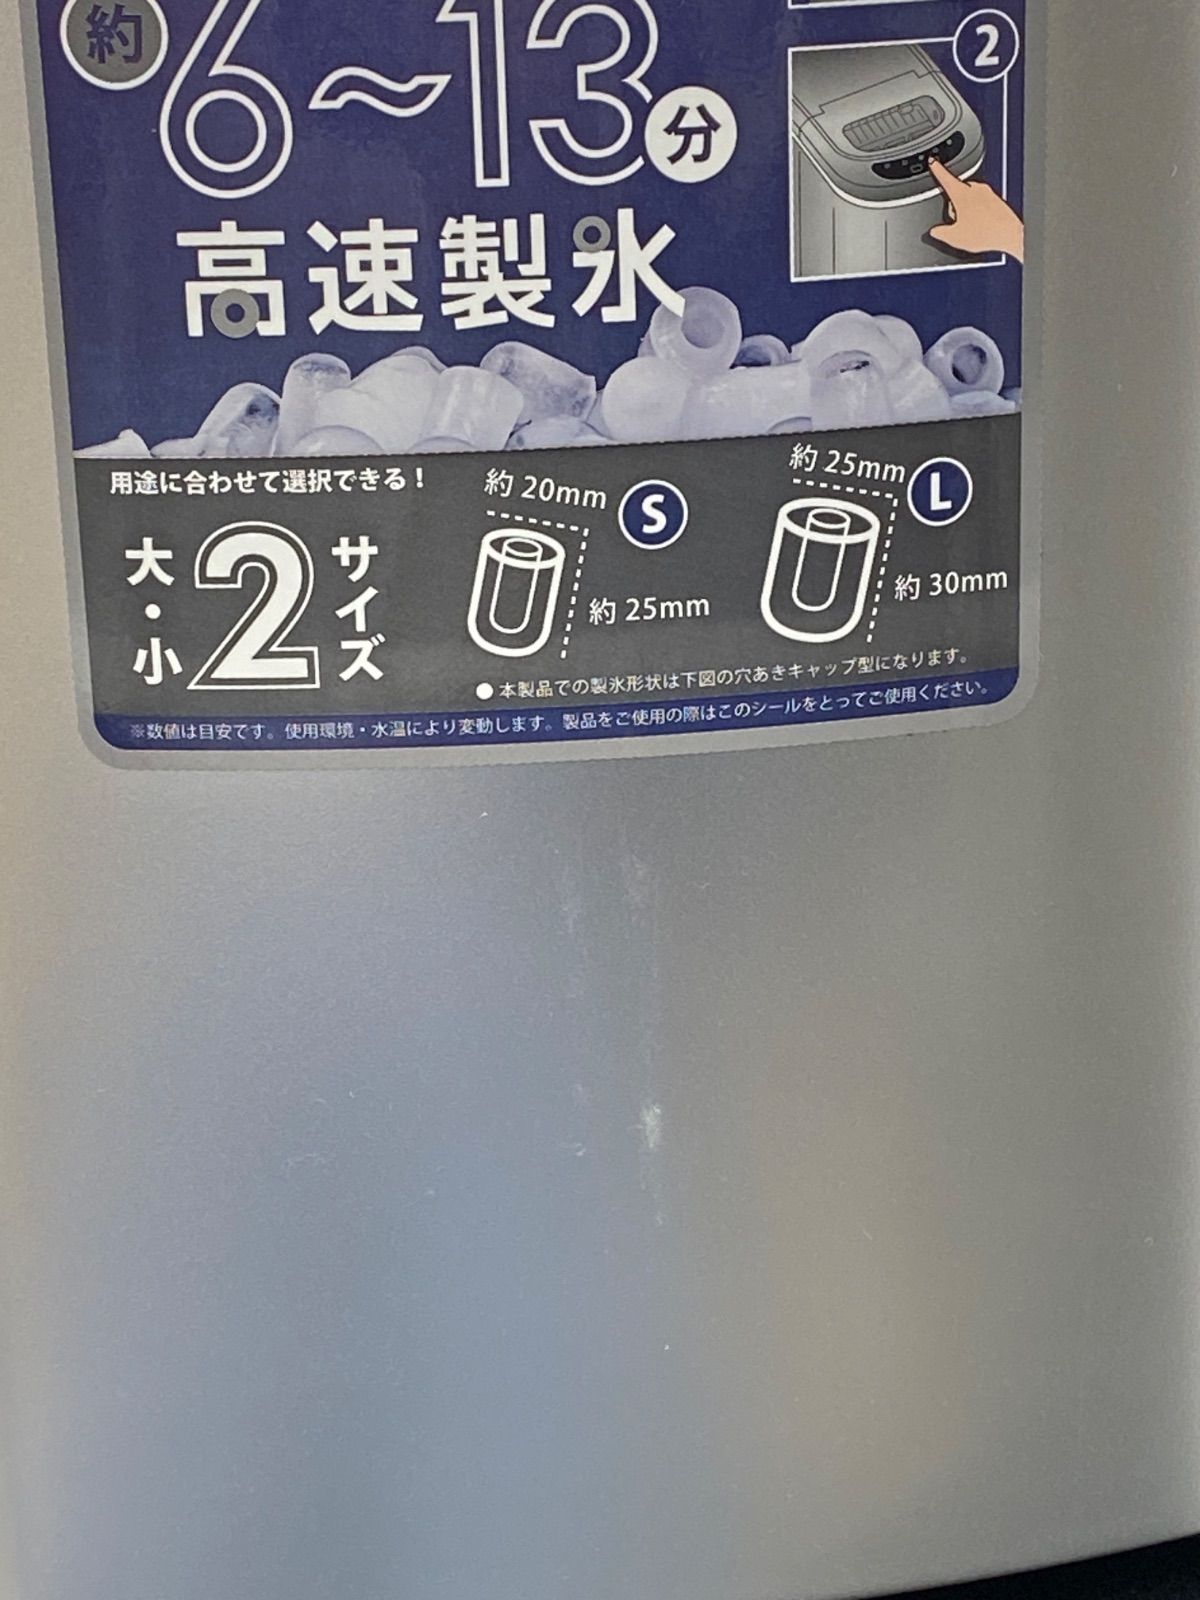 約 6〜13 分
2
高速製氷
用途に合わせて選択できる!
大・小 2 サイズ
約 20mm S
約 25mm
約 25mm L
約 30mm
●本製品での製氷形状は下図の穴あきキャップ型になります。
※数値は目安です。使用環境・水温により変動します。製品をご使用の際はこのシールをとってご使用ください。